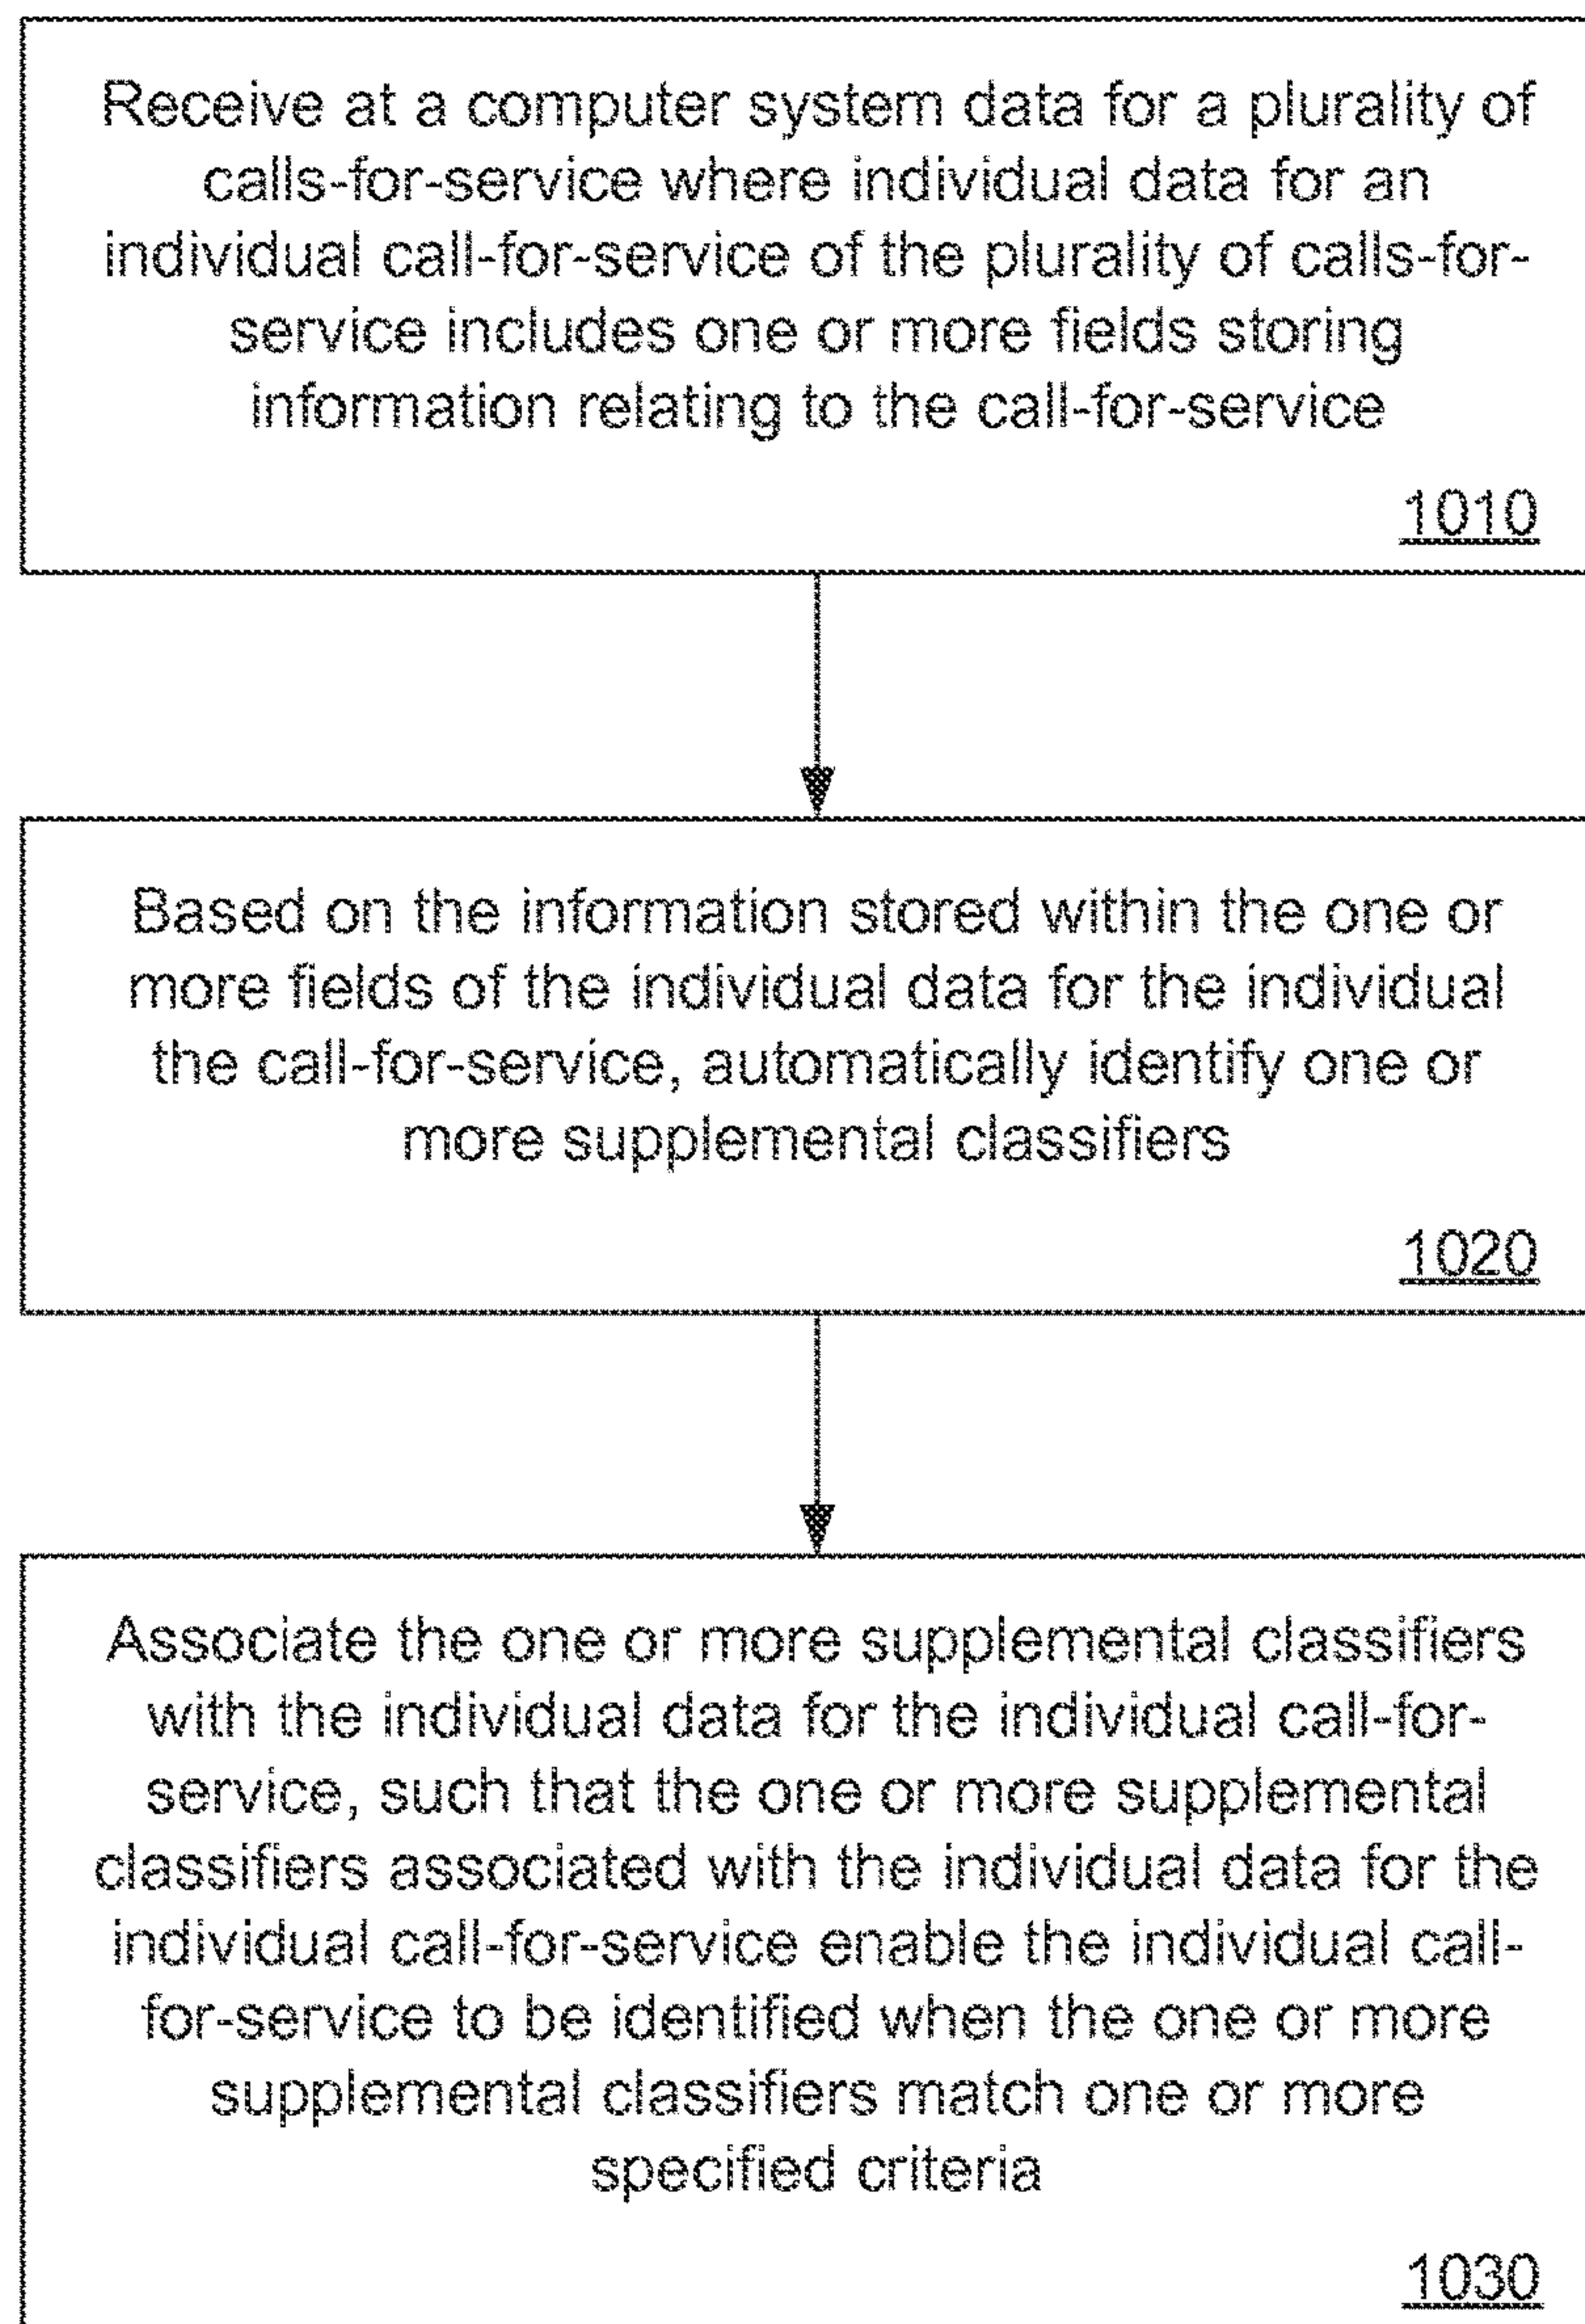 Receive at a computer system data for a plurality of
calls-for-service where individual data for an
individual call-for-service of the plurality of calls-for-
service includes one or more fields storing
information relating to the call-for-service
1010
Based on the information stored within the one or
more fields of the individual data for the individual
the call-for-service, automatically identify one or
more supplemental classifiers
1020
Associate the one or more supplemental classifiers
with the individual data for the individual call-for-
service, such that the one or more supplemental
classifiers associated with the individual data for the
individual call-for-service enable the individual call-
for-service to be identified when the one or more
supplemental classifiers match one or more
specified criteria
1030